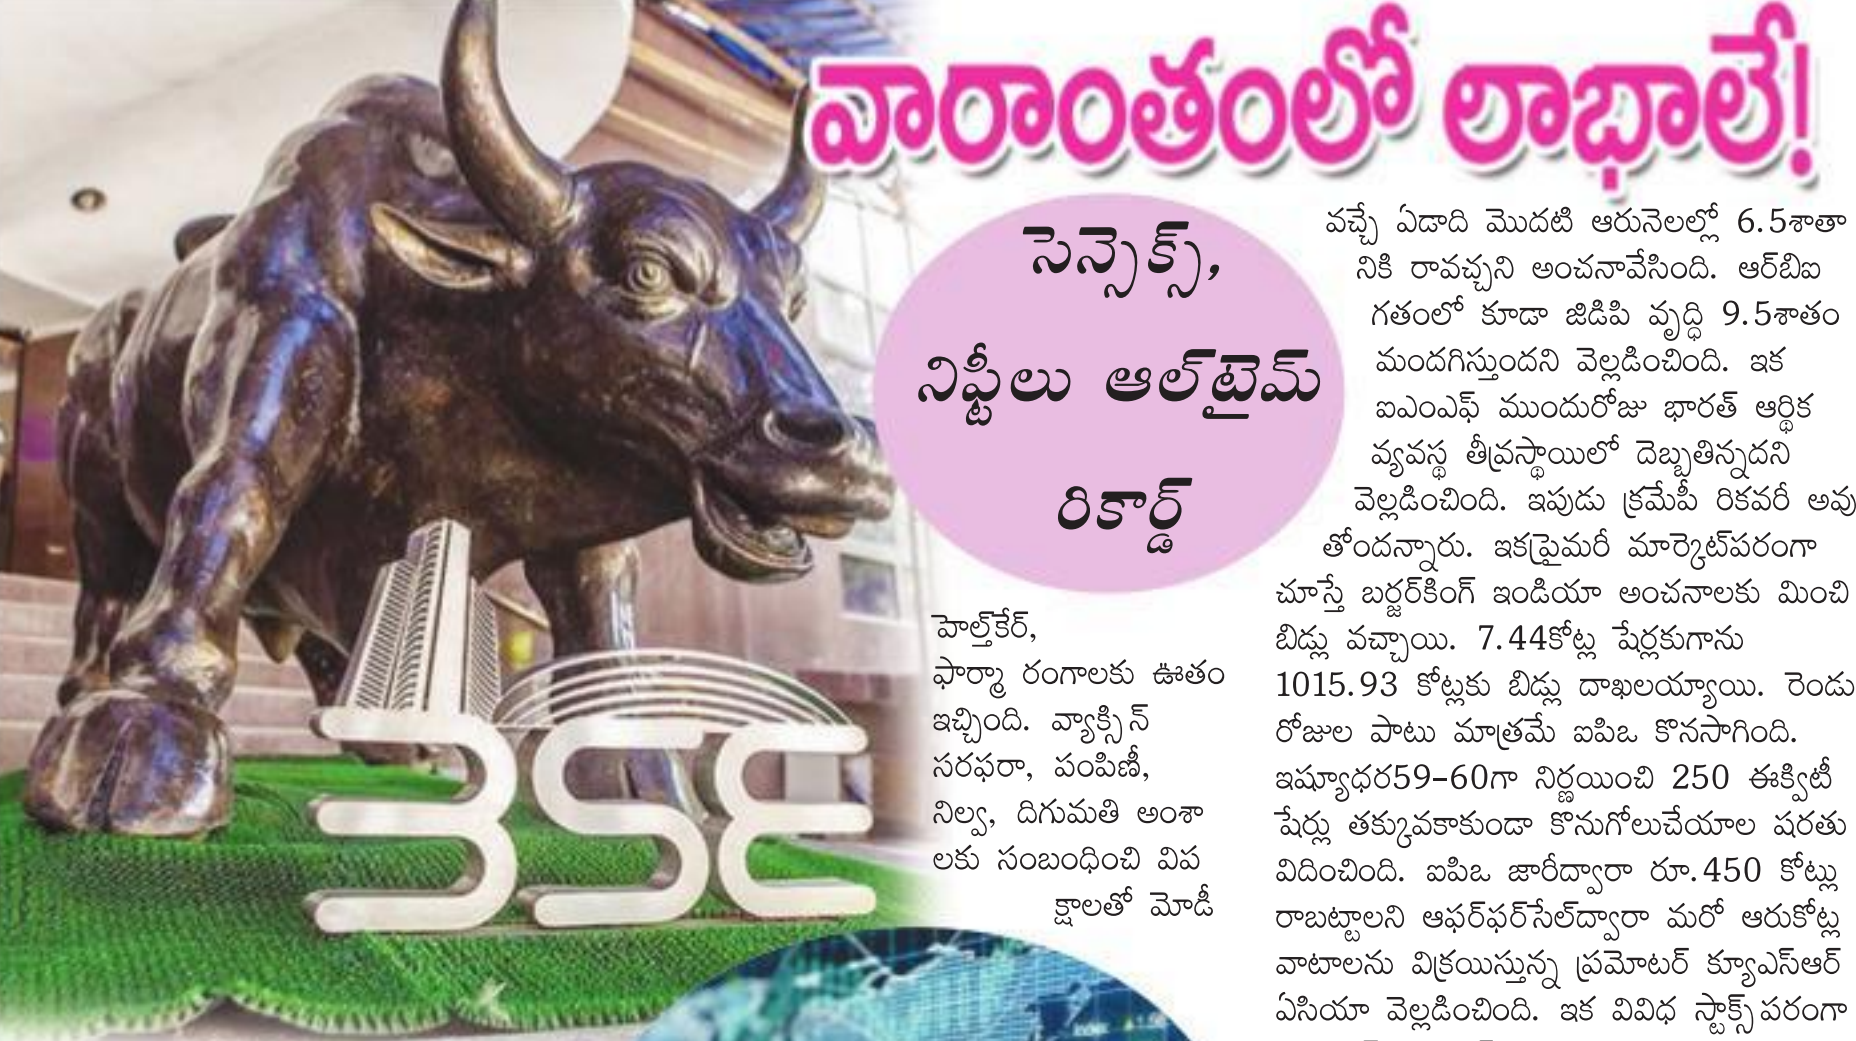 వారాంతంలో లాభాలే!
సెన్సెక్స్,
నిఫ్టీలు ఆల్‌టైమ్
రికార్డ్
BSE
హెల్త్‌కేర్,
ఫార్మా రంగాలకు ఊతం
ఇచ్చింది. వ్యాక్సిన్
సరఫరా, పంపిణీ,
నిల్వ, దిగుమతి అంశా
లకు సంబంధించి విప
క్షాలతో మోడీ
వచ్చే ఏడాది మొదటి ఆరునెలల్లో 6.5శాతా
నికి రావచ్చని అంచనావేసింది. ఆర్‌బిఐ
గతంలో కూడా జిడిపి వృద్ధి 9.5శాతం
మందగిస్తుందని వెల్లడించింది. ఇక
ఐఎంఎఫ్ ముందురోజు భారత్ ఆర్థిక
వ్యవస్థ తీవ్రస్థాయిలో దెబ్బతిన్నదని
వెల్లడించింది. ఇపుడు క్రమేపీ రికవరీ అవు
తోందన్నారు. ఇకప్రైమరీ మార్కెట్‌పరంగా
చూస్తే బర్జర్‌కింగ్ ఇండియా అంచనాలకు మించి
బిడ్లు వచ్చాయి. 7.44కోట్ల షేర్లకుగాను
1015.93 కోట్లకు బిడ్లు దాఖలయ్యాయి. రెండు
రోజుల పాటు మాత్రమే ఐపిఒ కొనసాగింది.
ఇష్యూధర59-60గా నిర్ణయించి 250 ఈక్విటీ
షేర్లు తక్కువకాకుండా కొనుగోలుచేయాల షరతు
విదించింది. ఐపిఒ జారీద్వారా రూ.450 కోట్లు
రాబట్టాలని ఆఫర్‌ఫర్‌సేల్‌ద్వారా మరో ఆరుకోట్ల
వాటాలను విక్రయిస్తున్న ప్రమోటర్ క్యూఎస్‌ఆర్
ఏసియా వెల్లడించింది. ఇక వివిధ స్టాక్స్‌పరంగా